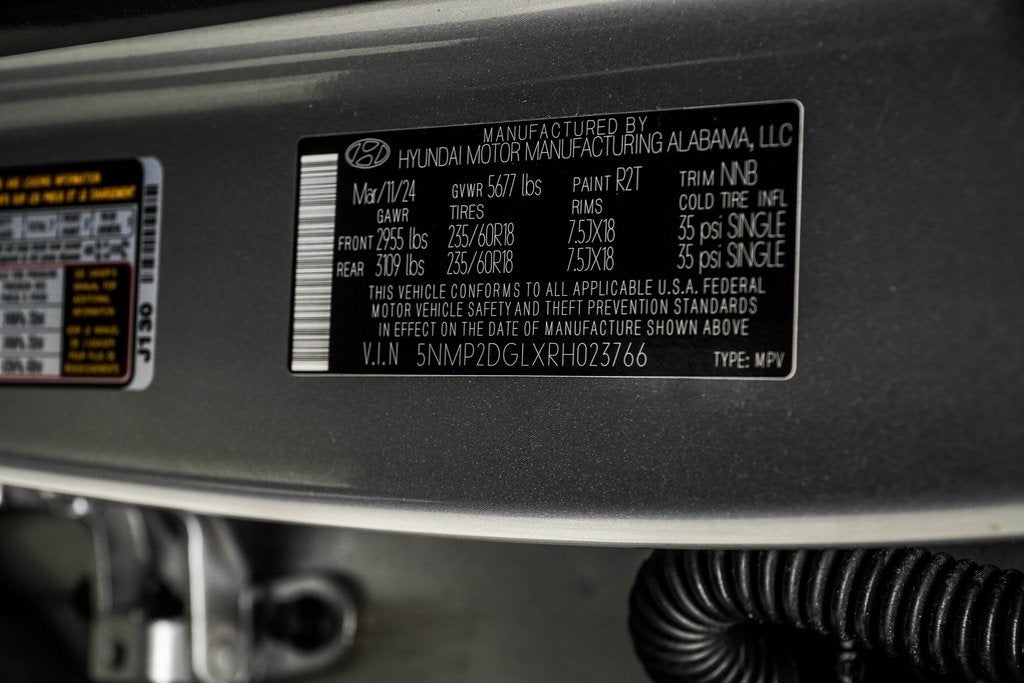 MANUFACTURED BY
HYUNDAI MOTOR MANUFACTURING ALABAMA, LLC
Mar/11/24 GVWR 5677 lbs PAINT R2T TRIM NNB
GAWR TIRES RIMS COLD TIRE INFL
FRONT 2955 lbs 235/60R18 7.5JX18 35 psi SINGLE
REAR 3109 lbs 235/60R18 7.5JX18 35 psi SINGLE
THIS VEHICLE CONFORMS TO ALL APPLICABLE U.S.A. FEDERAL
MOTOR VEHICLE SAFETY AND THEFT PREVENTION STANDARDS
IN EFFECT ON THE DATE OF MANUFACTURE SHOWN ABOVE
V.I.N 5NMP2DGLXRH023766 TYPE: MPV
J130